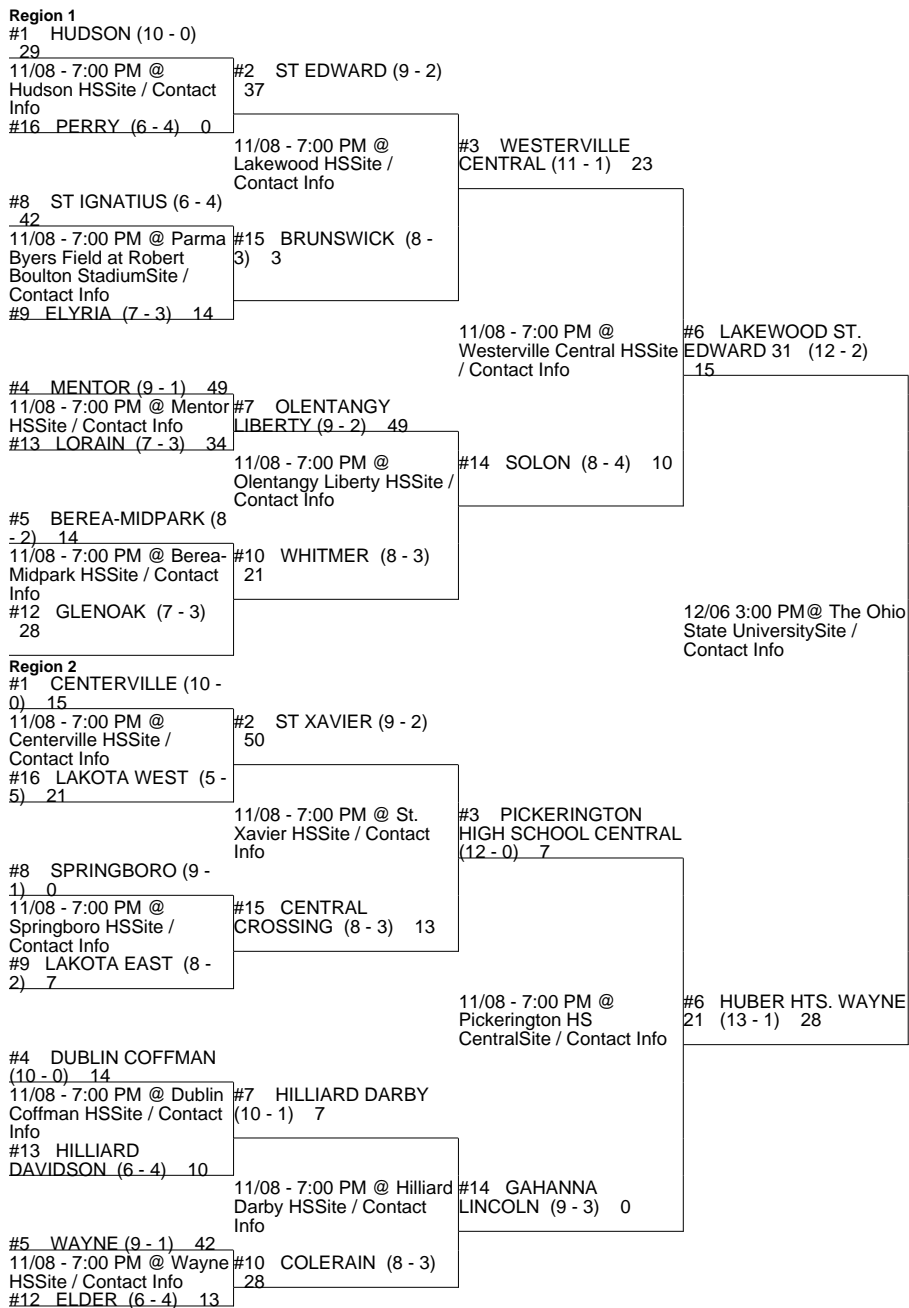 Region 1
#1 HUDSON (10 - 0)
29
11/08 - 7:00 PM @
Hudson HSSite / Contact
Info
#16 PERRY (6 - 4) 0
#8 ST IGNATIUS (6 - 4)
42
11/08 - 7:00 PM @ Parma
Byers Field at Robert
Boulton StadiumSite /
Contact Info
#9 ELYRIA (7 - 3) 14
#4 MENTOR (9 - 1) 49
11/08 - 7:00 PM @ Mentor
HSSite / Contact Info
#13 LORAIN (7 - 3) 34
#5 BEREA-MIDPARK (8
- 2) 14
11/08 - 7:00 PM @ Berea-
Midpark HSSite / Contact
Info
#12 GLENOAK (7 - 3)
28
Region 2
#1 CENTERVILLE (10 -
0) 15
11/08 - 7:00 PM @
Centerville HSSite /
Contact Info
#16 LAKOTA WEST (5 -
5) 21
#8 SPRINGBORO (9 -
1) 0
11/08 - 7:00 PM @
Springboro HSSite /
Contact Info
#9 LAKOTA EAST (8 -
2) 7
#4 DUBLIN COFFMAN
(10 - 0) 14
11/08 - 7:00 PM @ Dublin
Coffman HSSite / Contact
Info
#13 HILLIARD
DAVIDSON (6 - 4) 10
#5 WAYNE (9 - 1) 42
11/08 - 7:00 PM @ Wayne
HSSite / Contact Info
#12 ELDER (6 - 4) 13
#2 ST EDWARD (9 - 2)
37
11/08 - 7:00 PM @
Lakewood HSSite /
Contact Info
#15 BRUNSWICK (8 -
3) 3
#7 OLENTANGY
LIBERTY (9 - 2) 49
11/08 - 7:00 PM @
Olentangy Liberty HSSite /
Contact Info
#10 WHITMER (8 - 3)
21
#2 ST XAVIER (9 - 2)
50
11/08 - 7:00 PM @ St.
Xavier HSSite / Contact
Info
#15 CENTRAL
CROSSING (8 - 3) 13
#7 HILLIARD DARBY
(10 - 1) 7
11/08 - 7:00 PM @ Hilliard
Darby HSSite / Contact
Info
#10 COLERAIN (8 - 3)
28
#3 WESTERVILLE
CENTRAL (11 - 1) 23
11/08 - 7:00 PM @
Westerville Central HSSite
/ Contact Info
#14 SOLON (8 - 4) 10
#3 PICKERINGTON
HIGH SCHOOL CENTRAL
(12 - 0) 7
11/08 - 7:00 PM @
Pickerington HS
CentralSite / Contact Info
#14 GAHANNA
LINCOLN (9 - 3) 0
#6 LAKEWOOD ST.
EDWARD 31 (12 - 2)
15
12/06 3:00 PM@ The Ohio
State UniversitySite /
Contact Info
#6 HUBER HTS. WAYNE
21 (13 - 1) 28